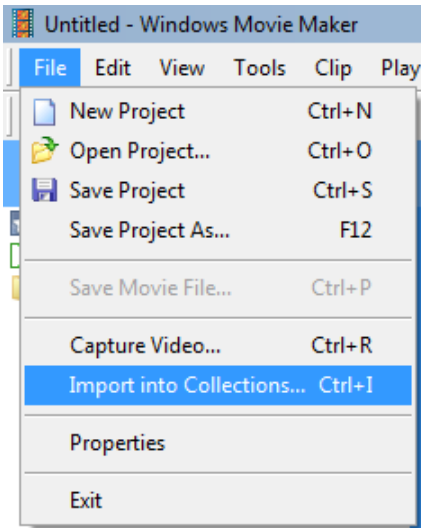 Untitled - Windows Movie Maker
File Edit View Tools Clip Play
New Project Ctrl+N
Open Project... Ctrl+O
Save Project Ctrl+S
Save Project As... F12
Save Movie File... Ctrl+P
Capture Video... Ctrl+R
Import into Collections... Ctrl+I
Properties
Exit